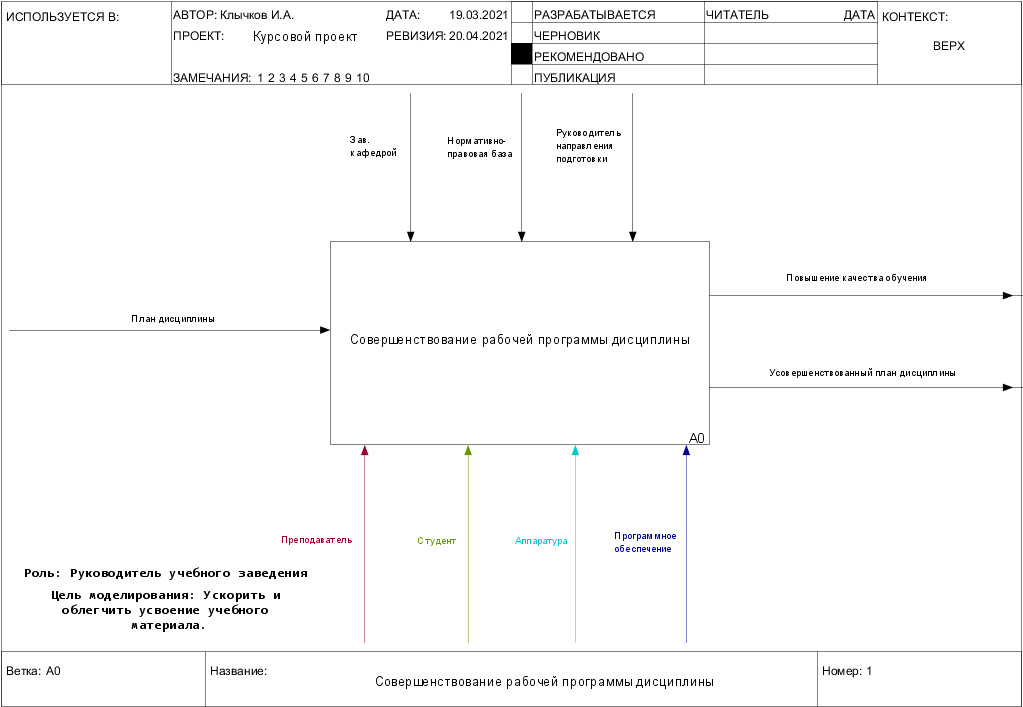 ИСПОЛЬЗУЕТСЯ В:
АВТОР: Клычков И.А.
ДАТА: 19.03.2021
РАЗРАБАТЫВАЕТСЯ
ЧИТАТЕЛЬ
ДАТА
КОНТЕКСТ:
ПРОЕКТ: Курсовой проект
РЕВИЗИЯ: 20.04.2021
ЧЕРНОВИК
ВЕРХ
РЕКОМЕНДОВАНО
ЗАМЕЧАНИЯ: 1 2 3 4 5 6 7 8 9 10
ПУБЛИКАЦИЯ
Зав.
кафедрой
Нормативно-
правовая база
Руководитель
направления
подготовки
План дисциплины
Совершенствование рабочей программы дисциплины
A0
Повышение качества обучения
Усовершенствованный план дисциплины
Преподаватель
Студент
Аппаратура
Программное
обеспечение
Роль: Руководитель учебного заведения
Цель моделирования: Ускорить и
облегчить усвоение учебного
материала.
Ветка: A0
Название:
Совершенствование рабочей программы дисциплины
Номер: 1